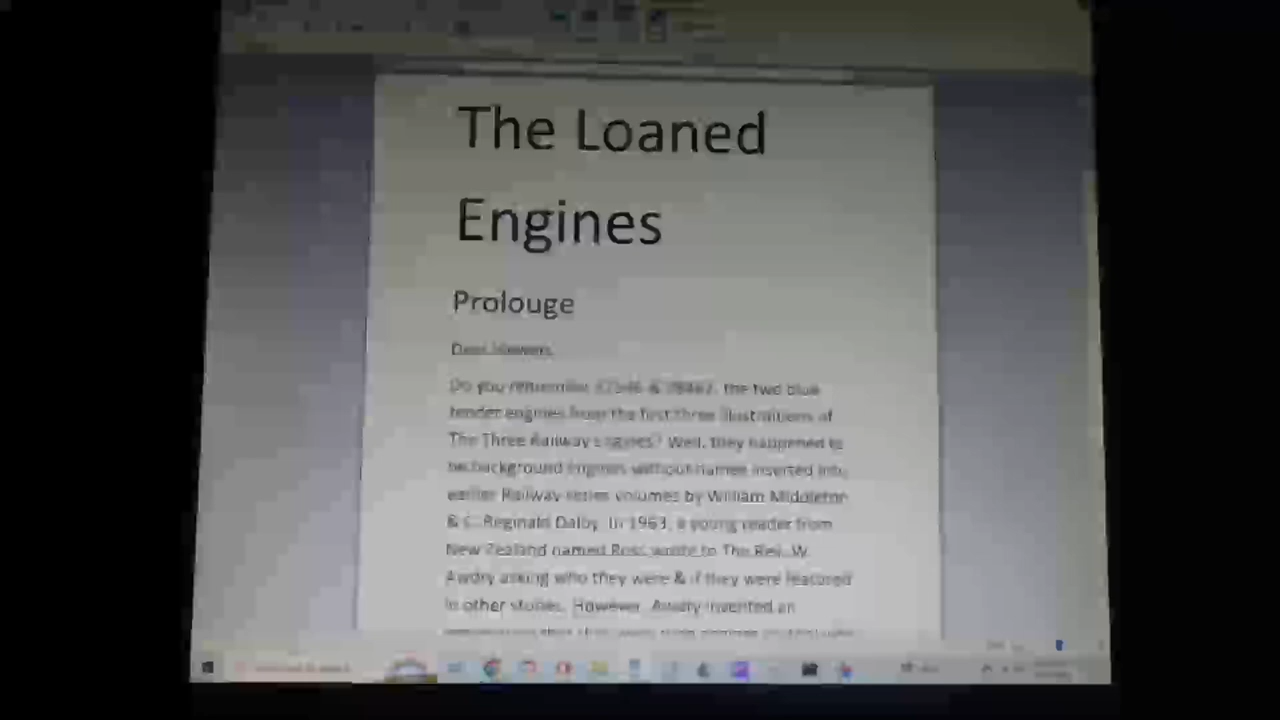 The Loaned
Engines
Prolouge
Dear Viewers,
Do you remember & the two blue
tender engines from the first three illustrations of
The Three Railway Engines? Well, they happened to
be background engines without names inserted into
earlier Railway series volumes by William Middleton
& C. Reginald Dalby. In 1963, a young reader from
New Zealand named Ross wrote to The Rev. W.
Awdry asking who they were & if they were featured
in other stories. However, Awdry invented an